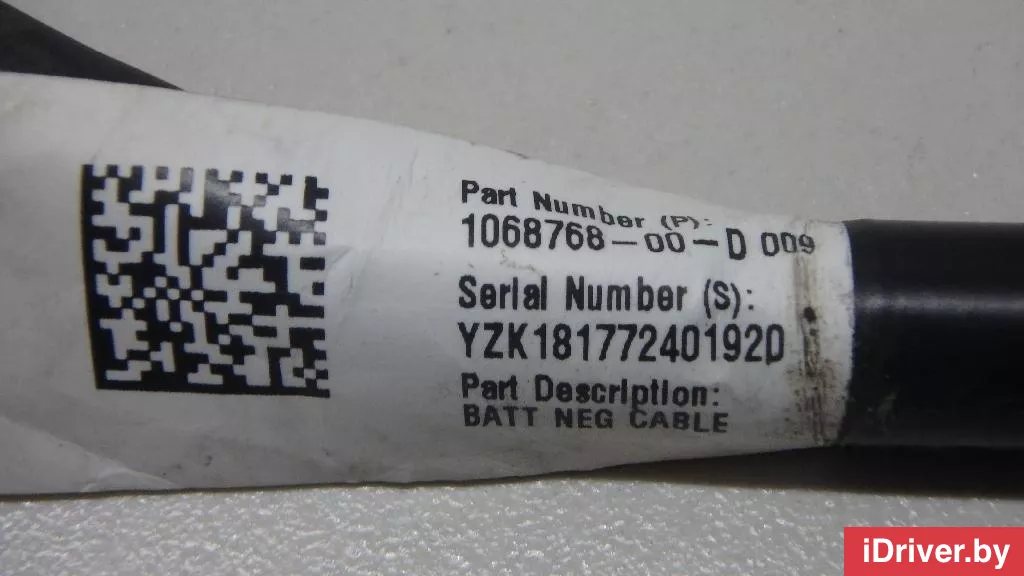 Part Number (P):
1068768-00-D 009
Serial Number (S):
YZK18177240192D
Part Description:
BATT NEG CABLE
iDriver.by